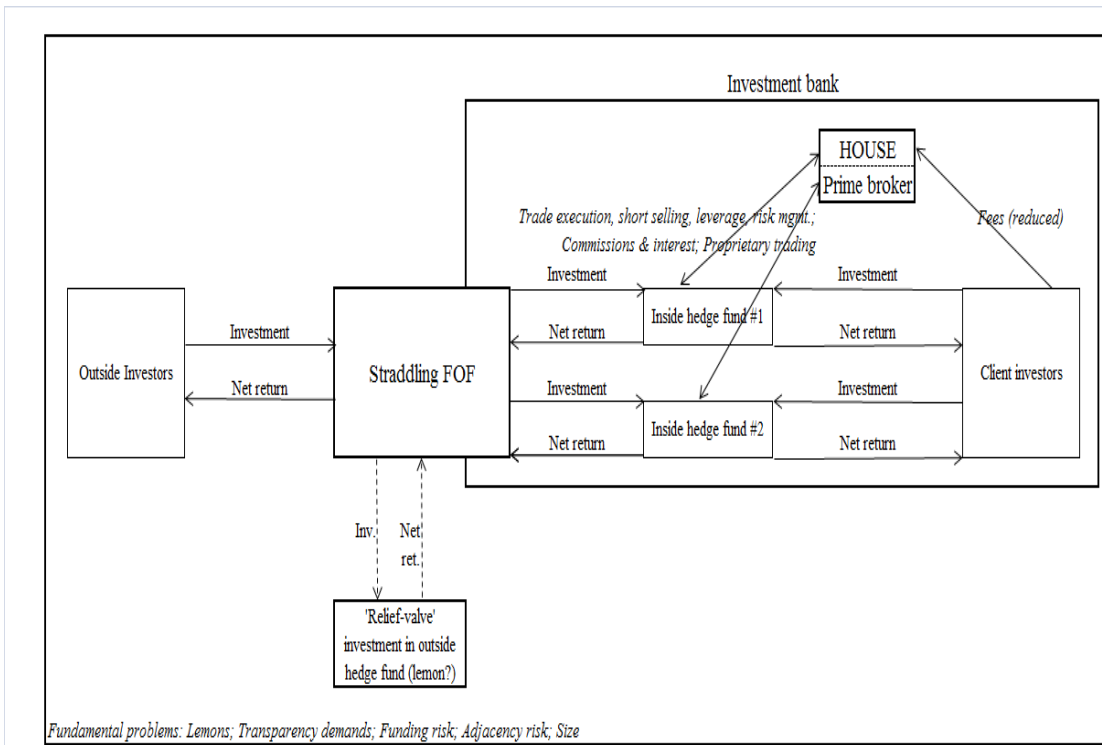 Investment bank
HOUSE
Prime broker
Trade execution, short selling, leverage, risk mgmt.;
Commissions & interest; Proprietary trading
Fees (reduced)
Investment
Investment
Inside hedge fund #1
Net return
Net return
Outside Investors
Investment
Net return
Straddling FOF
Client investors
Investment
Investment
Inside hedge fund #2
Net return
Net return
Inv.
Net
ret.
'Relief-valve'
investment in outside
hedge fund (lemon?)
Fundamental problems: Lemons; Transparency demands; Funding risk; Adjacency risk; Size